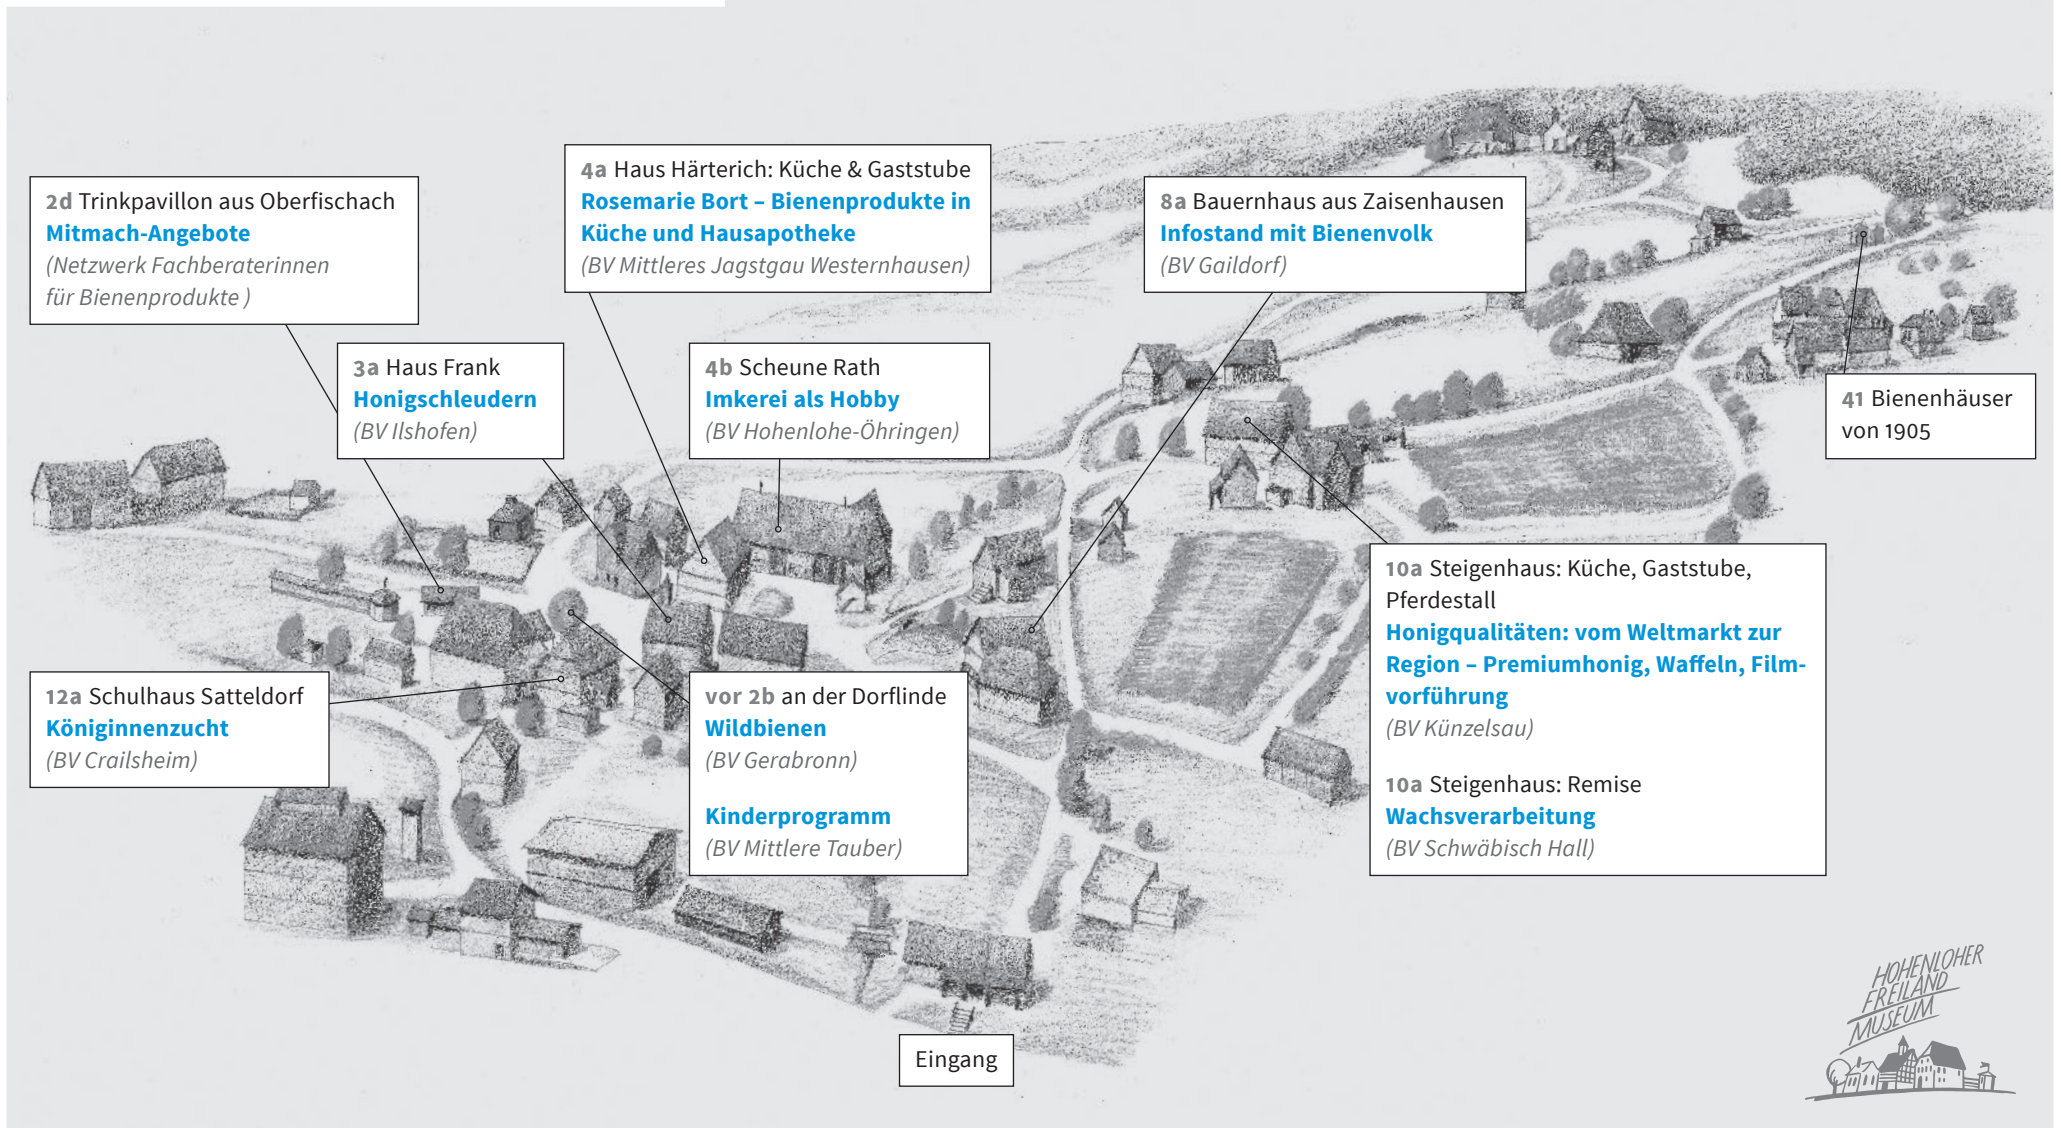 2d Trinkpavillon aus Oberfischach
Mitmach-Angebote
(Netzwerk Fachberaterinnen
für Bienenprodukte )
4a Haus Härterich: Küche & Gaststube
Rosemarie Bort – Bienenprodukte in
Küche und Hausapotheke
(BV Mittleres Jagstgau Westernhausen)
8a Bauernhaus aus Zaisenhausen
Infostand mit Bienenvolk
(BV Gaildorf)
3a Haus Frank
Honigschleudern
(BV Ilshofen)
4b Scheune Rath
Imkerei als Hobby
(BV Hohenlohe-Öhringen)
41 Bienenhäuser
von 1905
10a Steigenhaus: Küche, Gaststube,
Pferdestall
Honigqualitäten: vom Weltmarkt zur
Region – Premiumhonig, Waffeln, Film-
vorführung
(BV Künzelsau)
10a Steigenhaus: Remise
Wachsverarbeitung
(BV Schwäbisch Hall)
12a Schulhaus Satteldorf
Königinnenzucht
(BV Crailsheim)
vor 2b an der Dorflinde
Wildbienen
(BV Gerabronn)
Kinderprogramm
(BV Mittlere Tauber)
Eingang
HOHENLOHER
FREILAND
MUSEUM